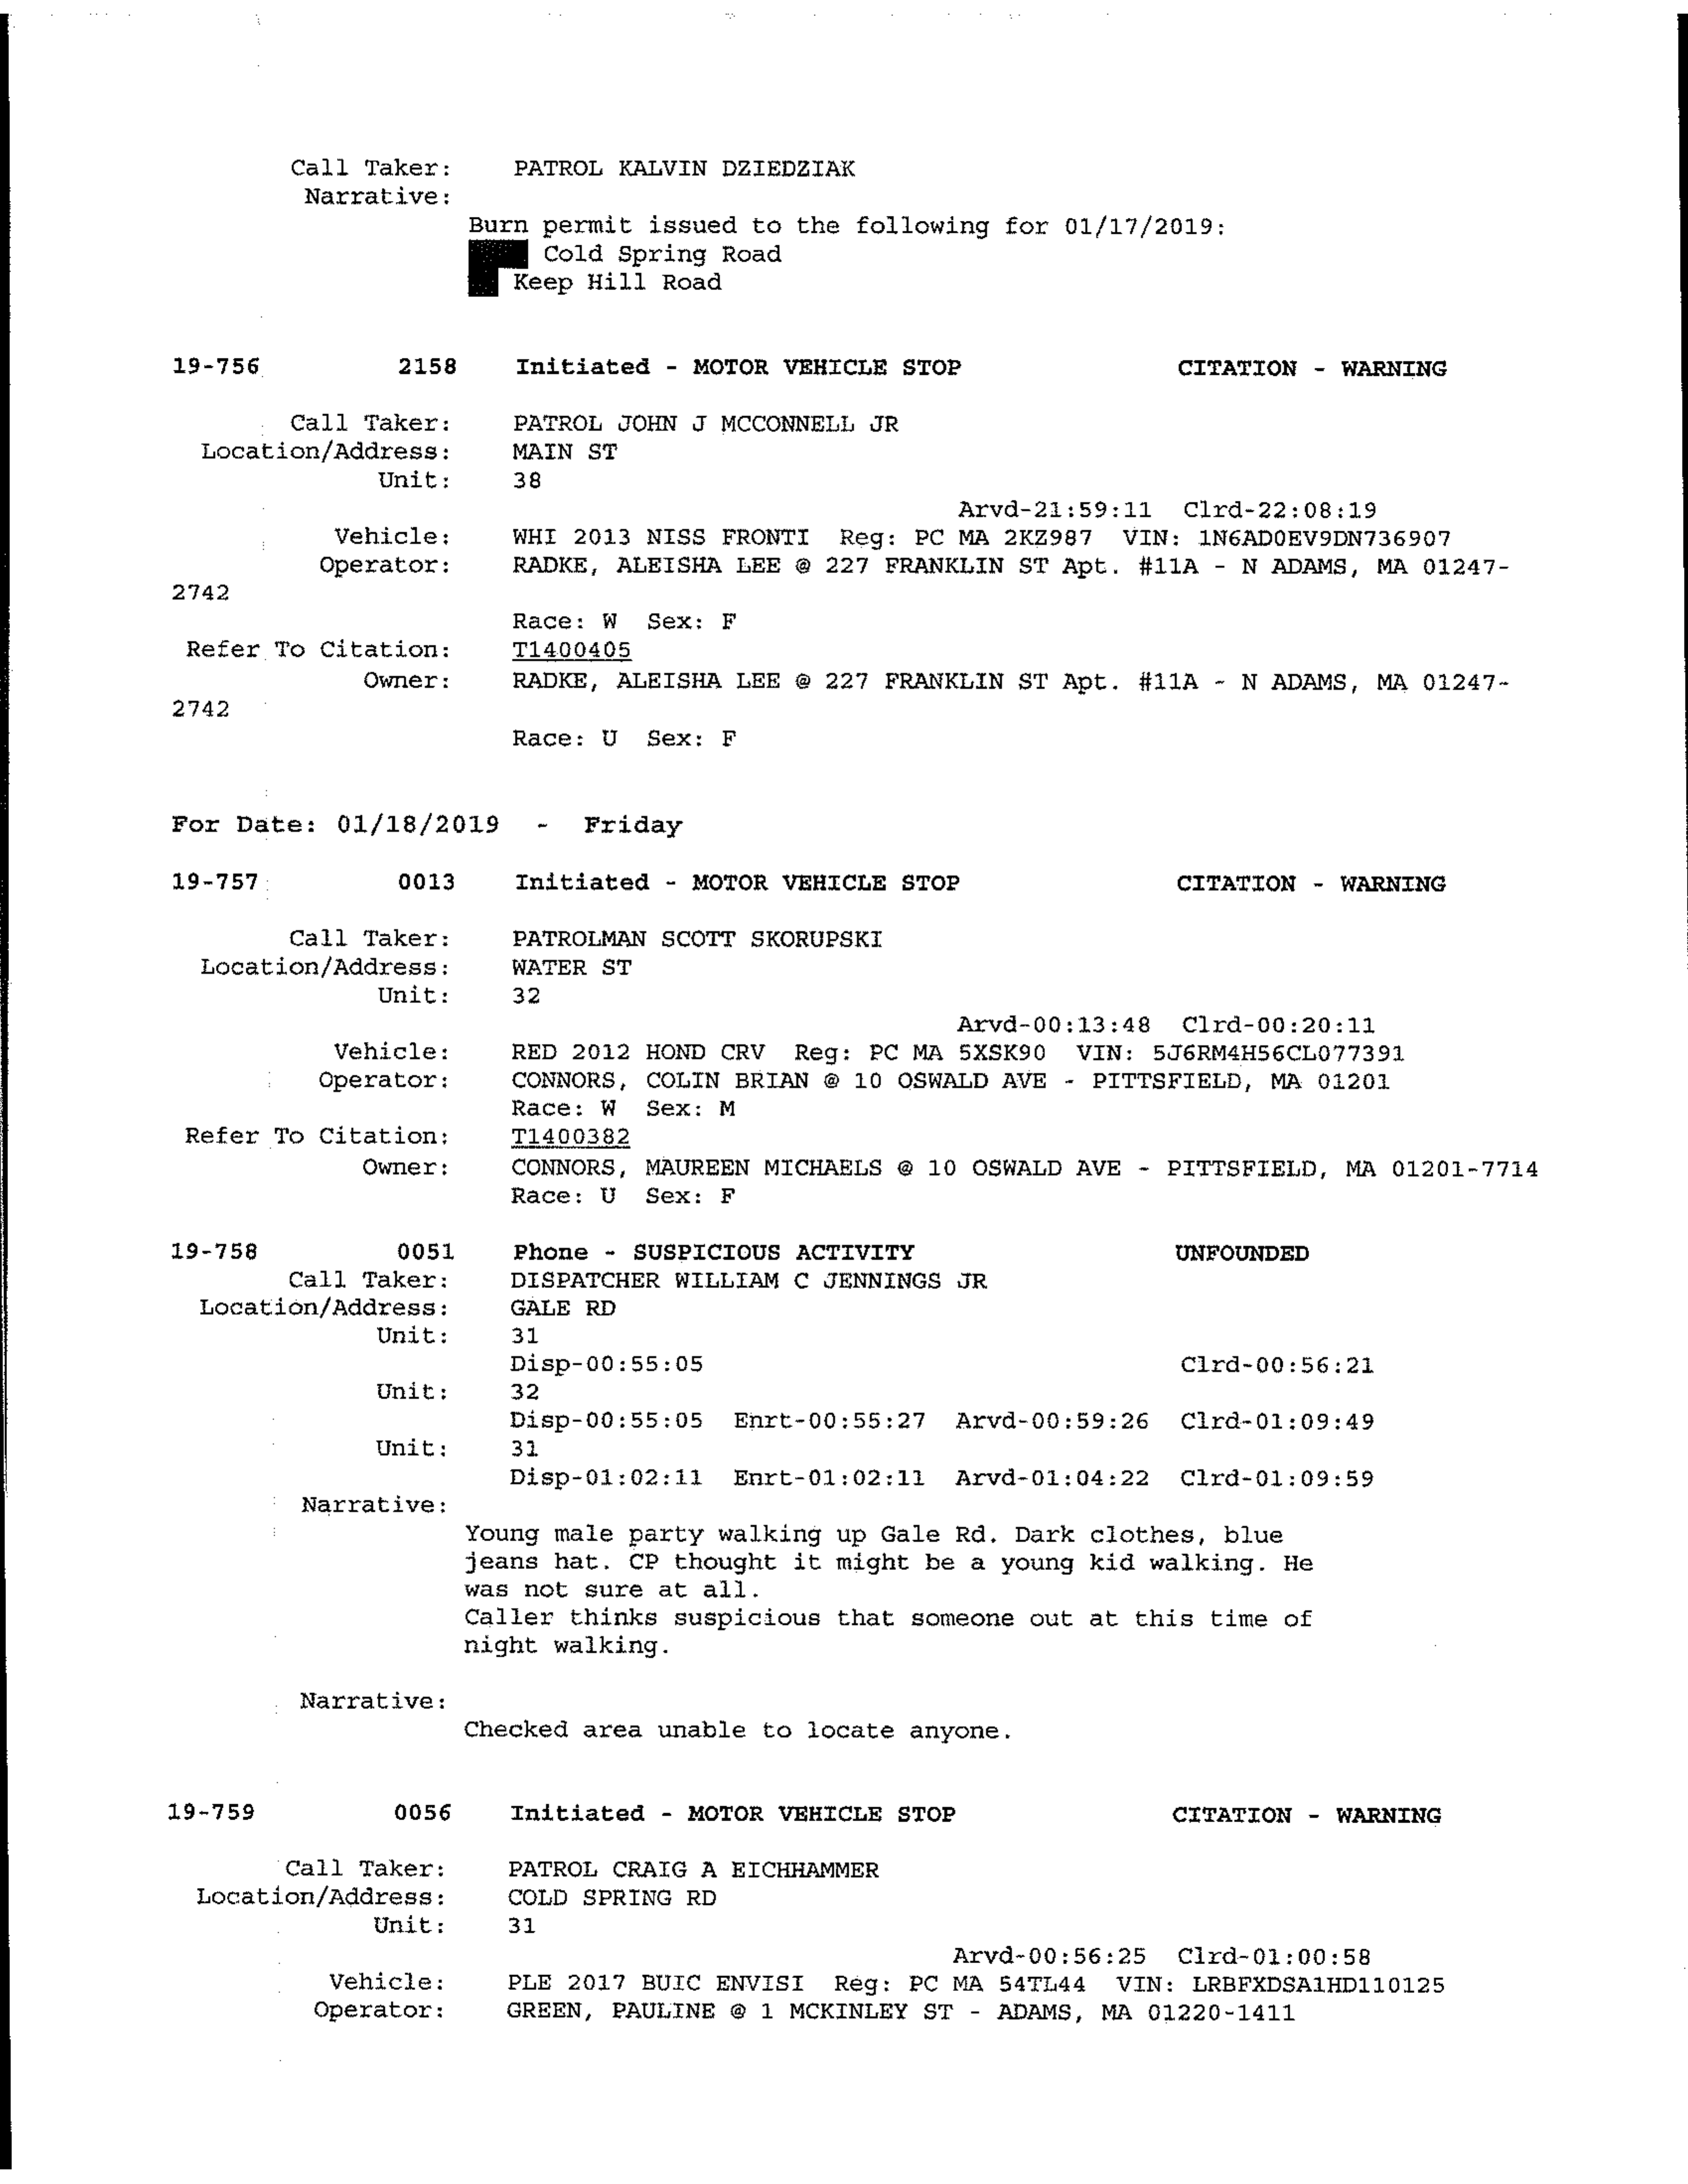 Call Taker: PATROL KALVIN DZIEDZIAK
Narrative:
Burn permit issued to the following for 01/17/2019:
Cold Spring Road
Keep Hill Road
19-756 2158 Initiated - MOTOR VEHICLE STOP CITATION - WARNING
Call Taker: PATROL JOHN J MCCONNELL JR
Location/Address: MAIN ST
Unit: 38
Arvd-21:59:11 Clrd-22:08:19
Vehicle: WHI 2013 NISS FRONTI Reg: PC MA 2KZ987 VIN: 1N6AD0EV9DN736907
Operator: RADKE, ALEISHA LEE @ 227 FRANKLIN ST Apt. #11A - N ADAMS, MA 01247-
2742
Race: W Sex: F
Refer To Citation: T1400405
Owner: RADKE, ALEISHA LEE @ 227 FRANKLIN ST Apt. #11A - N ADAMS, MA 01247-
2742
Race: U Sex: F
For Date: 01/18/2019 - Friday
19-757 0013 Initiated - MOTOR VEHICLE STOP CITATION - WARNING
Call Taker: PATROLMAN SCOTT SKORUPSKI
Location/Address: WATER ST
Unit: 32
Arvd-00:13:48 Clrd-00:20:11
Vehicle: RED 2012 HOND CRV Reg: PC MA 5XSK90 VIN: 5J6RM4H56CL077391
Operator: CONNORS, COLIN BRIAN @ 10 OSWALD AVE - PITTSFIELD, MA 01201
Race: W Sex: M
Refer To Citation: T1400382
Owner: CONNORS, MAUREEN MICHAELS @ 10 OSWALD AVE - PITTSFIELD, MA 01201-7714
Race: U Sex: F
19-758 0051 Phone - SUSPICIOUS ACTIVITY UNFOUNDED
Call Taker: DISPATCHER WILLIAM C JENNINGS JR
Location/Address: GALE RD
Unit: 31
Disp-00:55:05 Clrd-00:56:21
Unit: 32
Disp-00:55:05 Enrt-00:55:27 Arvd-00:59:26 Clrd-01:09:49
Unit: 31
Disp-01:02:11 Enrt-01:02:11 Arvd-01:04:22 Clrd-01:09:59
Narrative:
Young male party walking up Gale Rd. Dark clothes, blue
jeans hat. CP thought it might be a young kid walking. He
was not sure at all.
Caller thinks suspicious that someone out at this time of
night walking.
Narrative:
Checked area unable to locate anyone.
19-759 0056 Initiated - MOTOR VEHICLE STOP CITATION - WARNING
Call Taker: PATROL CRAIG A EICHHAMMER
Location/Address: COLD SPRING RD
Unit: 31
Arvd-00:56:25 Clrd-01:00:58
Vehicle: PLE 2017 BUIC ENVISI Reg: PC MA 54TL44 VIN: LRBFXDSA1HD110125
Operator: GREEN, PAULINE @ 1 MCKINLEY ST - ADAMS, MA 01220-1411